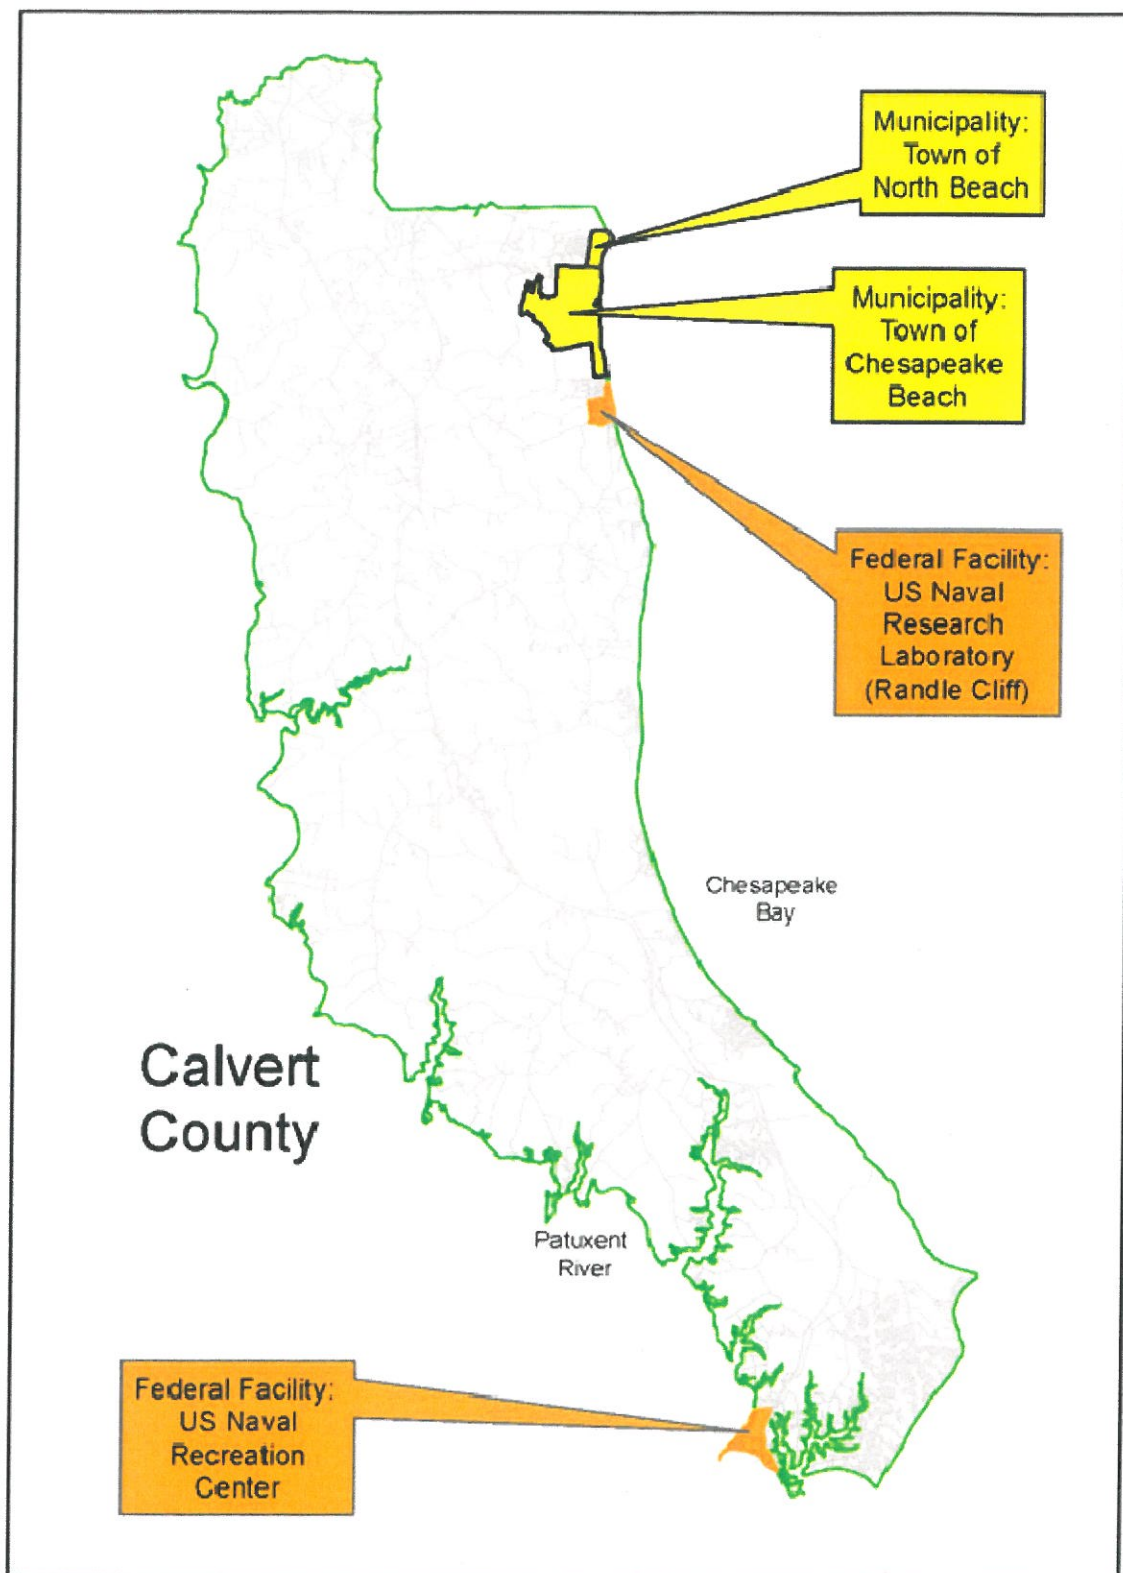 Municipality:
Town of
North Beach
Municipality:
Town of
Chesapeake
Beach
Federal Facility:
US Naval
Research
Laboratory
(Randle Cliff)
Chesapeake
Bay
Calvert
County
Patuxent
River
Federal Facility:
US Naval
Recreation
Center